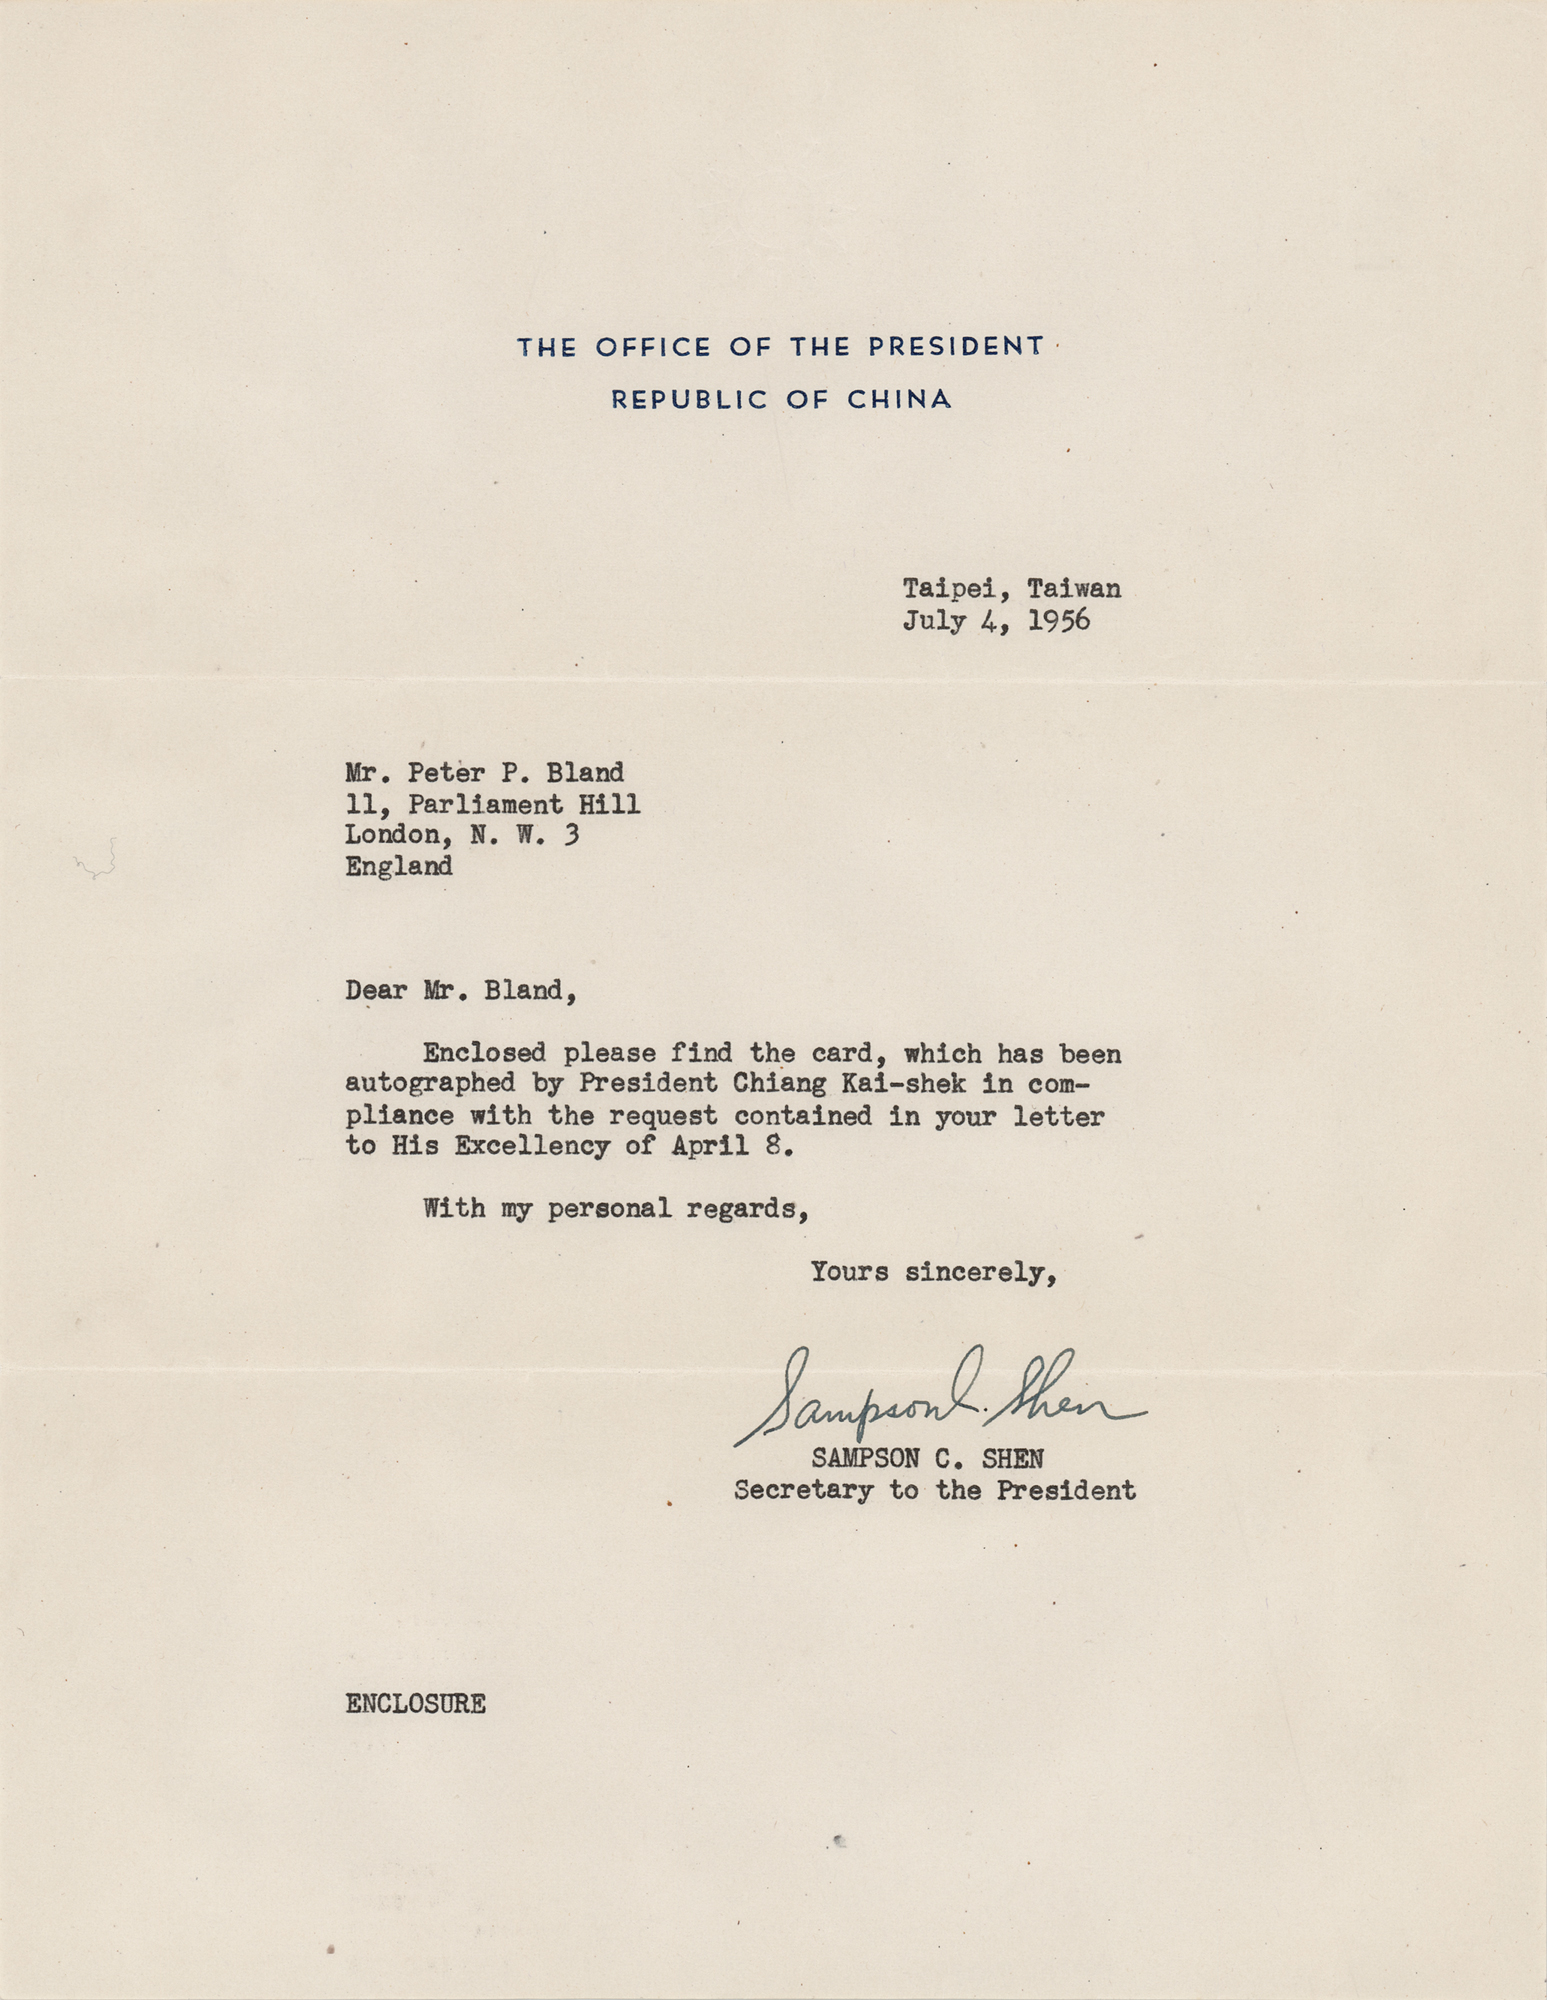 THE OFFICE OF THE PRESIDENT
REPUBLIC OF CHINA
Taipei, Taiwan
July 4, 1956
Mr. Peter P. Bland
11, Parliament Hill
London, N. W. 3
England
Dear Mr. Bland,
Enclosed please find the card, which has been
autographed by President Chiang Kai-shek in com-
pliance with the request contained in your letter
to His Excellency of April 8.
With my personal regards,
Yours sincerely,
Sampson C. Shen
SAMPSON C. SHEN
Secretary to the President
ENCLOSURE